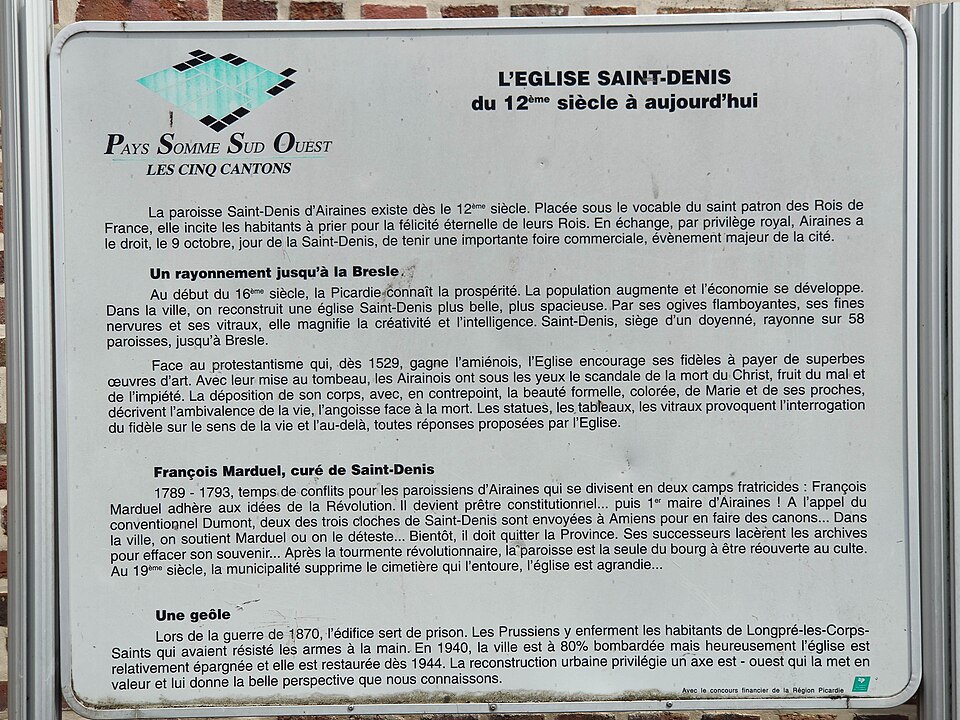 L'EGLISE SAINT-DENIS
du 12ème siècle à aujourd'hui
PAYS SOMME SUD OUEST
LES CINQ CANTONS
La paroisse Saint-Denis d'Airaines existe dès le 12ème siècle. Placée sous le vocable du saint patron des Rois de
France, elle incite les habitants à prier pour la félicité éternelle de leurs Rois. En échange, par privilège royal, Airaines a
le droit, le 9 octobre, jour de la Saint-Denis, de tenir une importante foire commerciale, évènement majeur de la cité.
Un rayonnement jusqu'à la Bresle.
Au début du 16ème siècle, la Picardie connaît la prospérité. La population augmente et l'économie se développe.
Dans la ville, on reconstruit une église Saint-Denis plus belle, plus spacieuse. Par ses ogives flamboyantes, ses fines
nervures et ses vitraux, elle magnifie la créativité et l'intelligence. Saint-Denis, siège d'un doyenné, rayonne sur 58
paroisses, jusqu'à Bresle.
Face au protestantisme qui, dès 1529, gagne l'amiénois, l'Eglise encourage ses fidèles à payer de superbes
œuvres d'art. Avec leur mise au tombeau, les Airainois ont sous les yeux le scandale de la mort du Christ, fruit du mal et
de l'impiété. La déposition de son corps, avec, en contrepoint, la beauté formelle, colorée, de Marie et de ses proches,
décrivent l'ambivalence de la vie, l'angoisse face à la mort. Les statues, les tableaux, les vitraux provoquent l'interrogation
du fidèle sur le sens de la vie et l'au-delà, toutes réponses proposées par l'Eglise.
François Marduel, curé de Saint-Denis
1789 - 1793, temps de conflits pour les paroissiens d'Airaines qui se divisent en deux camps fratricides : François
Marduel adhère aux idées de la Révolution. Il devient prêtre constitutionnel... puis 1er maire d'Airaines ! A l'appel du
conventionnel Dumont, deux des trois cloches de Saint-Denis sont envoyées à Amiens pour en faire des canons... Dans
la ville, on soutient Marduel ou on le déteste... Bientôt, il doit quitter la Province. Ses successeurs lacèrent les archives
pour effacer son souvenir... Après la tourmente révolutionnaire, la paroisse est la seule du bourg à être réouverte au culte.
Au 19ème siècle, la municipalité supprime le cimetière qui l'entoure, l'église est agrandie...
Une geôle
Lors de la guerre de 1870, l'édifice sert de prison. Les Prussiens y enferment les habitants de Longpré-les-Corps-
Saints qui avaient résisté les armes à la main. En 1940, la ville est à 80% bombardée mais heureusement l'église est
relativement épargnée et elle est restaurée dès 1944. La reconstruction urbaine privilégie un axe est - ouest qui la met en
valeur et lui donne la belle perspective que nous connaissons.
Avec le concours financier de la Région Picardie